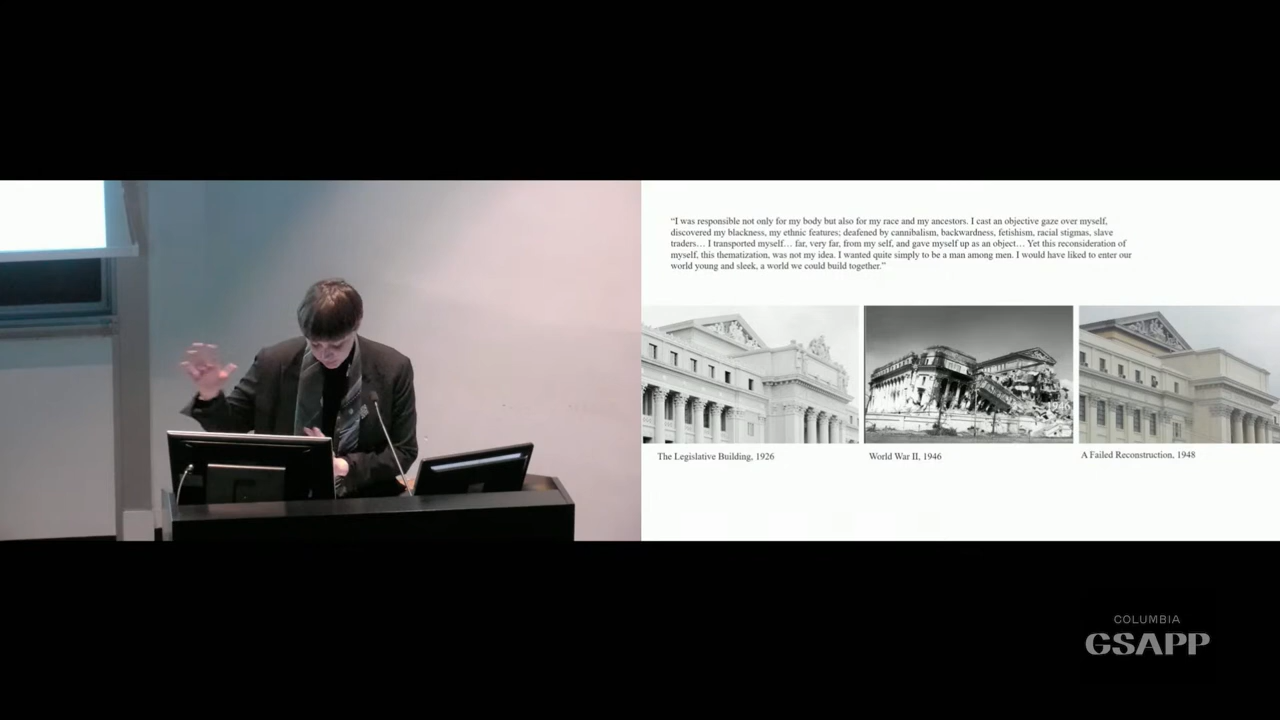 “I was responsible not only for my body but also for my race and my ancestors. I cast an objective gaze over myself,
discovered my blackness, my ethnic features; deafened by cannibalism, backwardness, fetishism, racial stigmas, slave
traders… I transported myself… far, very far, from my self, and gave myself up as an object… Yet this reconsideration of
myself, this thematization, was not my idea. I wanted quite simply to be a man among men. I would have liked to enter our
world young and sleek, a world we could build together.”
The Legislative Building, 1926
World War II, 1946
A Failed Reconstruction, 1948
COLUMBIA
GSAPP